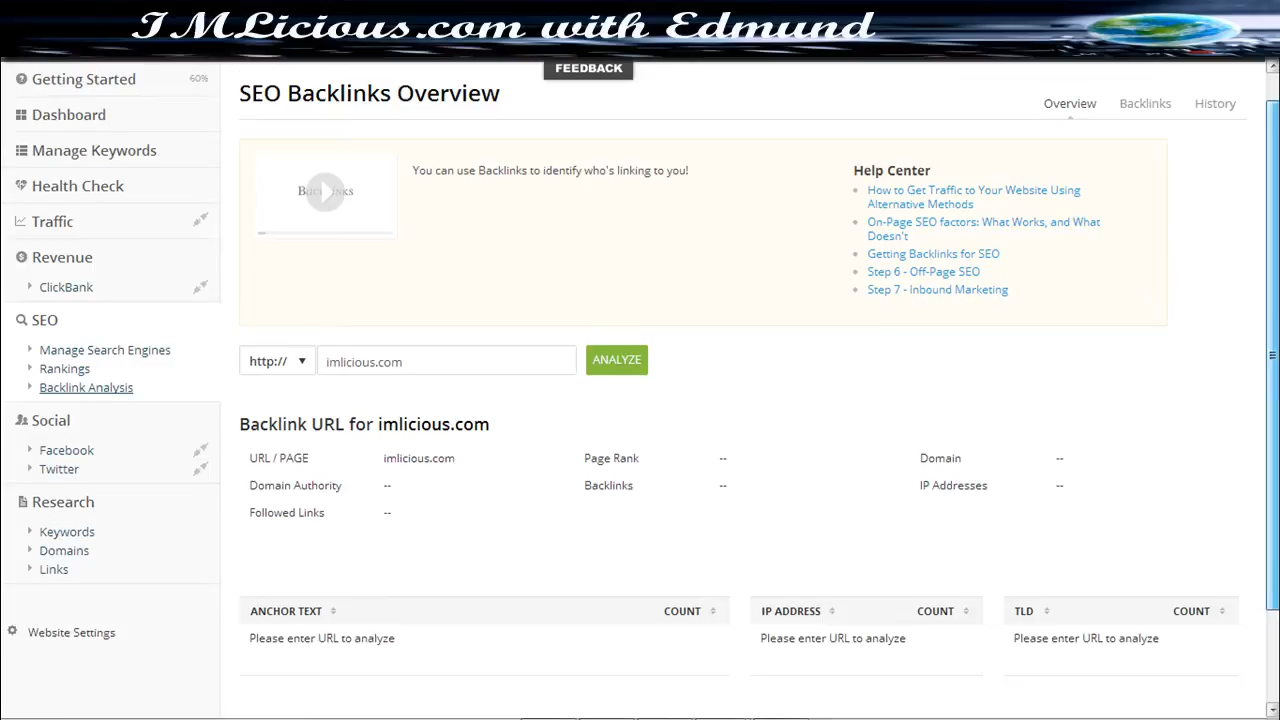 IMLicious.com with Edmund
FEEDBACK
Getting Started 60%
Dashboard
Manage Keywords
Health Check
Traffic
Revenue
ClickBank
SEO
Manage Search Engines
Rankings
Backlink Analysis
Social
Facebook
Twitter
Research
Keywords
Domains
Links
Website Settings
SEO Backlinks Overview
Overview Backlinks History
You can use Backlinks to identify who's linking to you!
Help Center
How to Get Traffic to Your Website Using
Alternative Methods
On-Page SEO factors: What Works, and What
Doesn't
Getting Backlinks for SEO
Step 6 - Off-Page SEO
Step 7 - Inbound Marketing
http:// imlicious.com ANALYZE
Backlink URL for imlicious.com
URL / PAGE imlicious.com Page Rank -- Domain --
Domain Authority -- Backlinks -- IP Addresses --
Followed Links --
ANCHOR TEXT COUNT IP ADDRESS COUNT TLD COUNT
Please enter URL to analyze Please enter URL to analyze Please enter URL to analyze